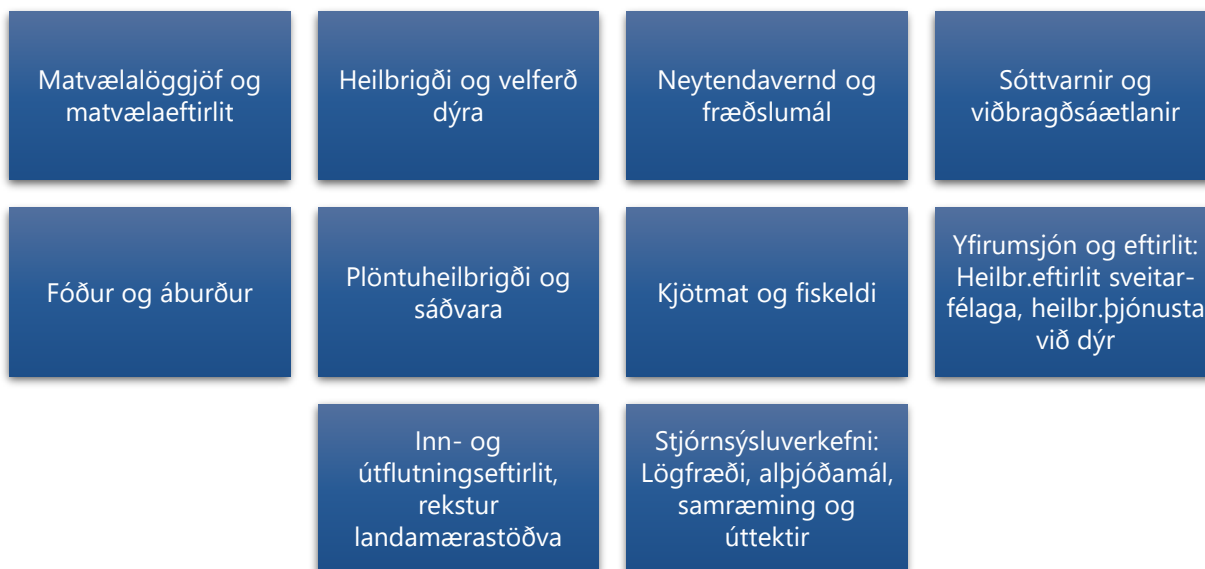 Matvælalöggjöf og
matvælaeftirlit
Heilbrigði og velferð
dýra
Neytendavernd og
fræðslumál
Sóttvarnir og
viðbragðsáætlanir
Fóður og áburður
Plöntuheilbrigði og
sáðvara
Kjötmat og fiskeldi
Yfirumsjón og eftirlit:
Heilbr.eftirlit sveitar-
félaga, heilbr.þjónusta
við dýr
Inn- og
útflutningseftirlit,
rekstur
landamærastöðva
Stjórnsýsluverkefni:
Lögfræði, alþjóðamál,
samræming og
úttektir